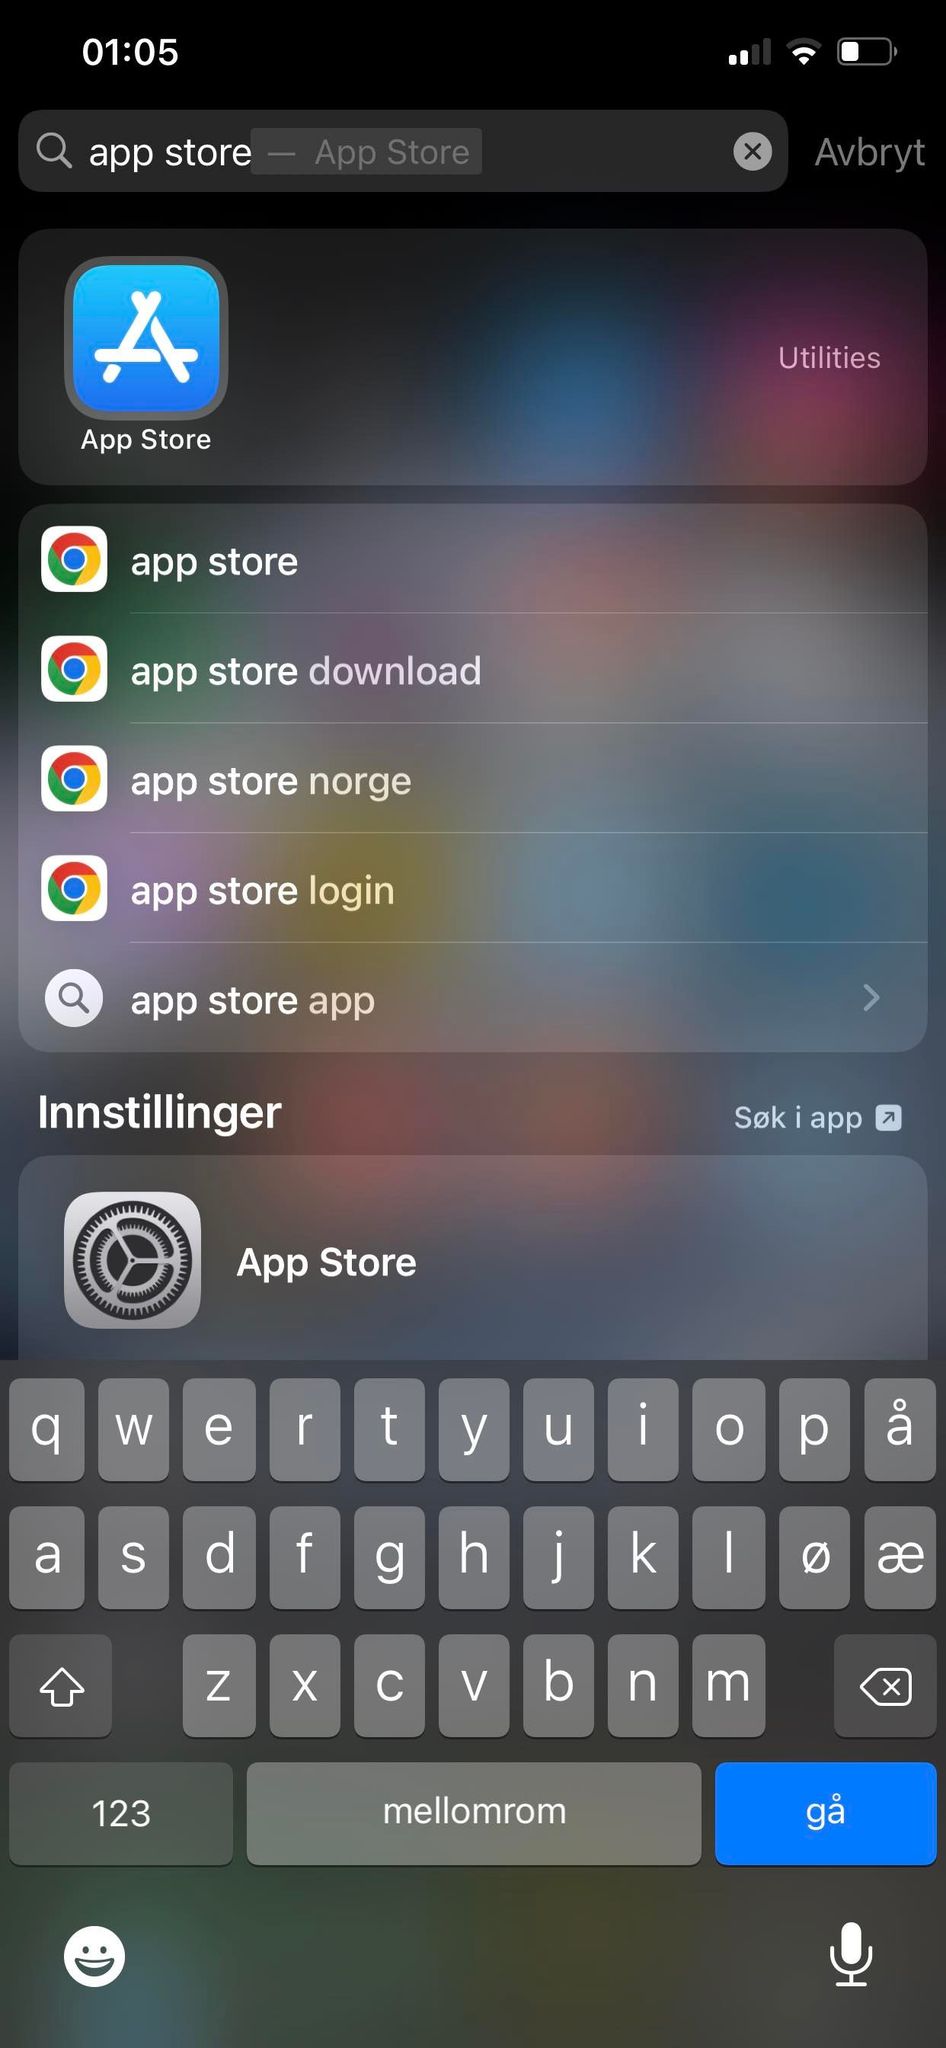 01:05
app store — App Store
Avbryt
Utilities
App Store
app store
app store download
app store norge
app store login
app store app
Innstillinger
Søk i app
App Store
q w e r t y u i o p å
a s d f g h j k l ø æ
z x c v b n m
123 mellomrom gå